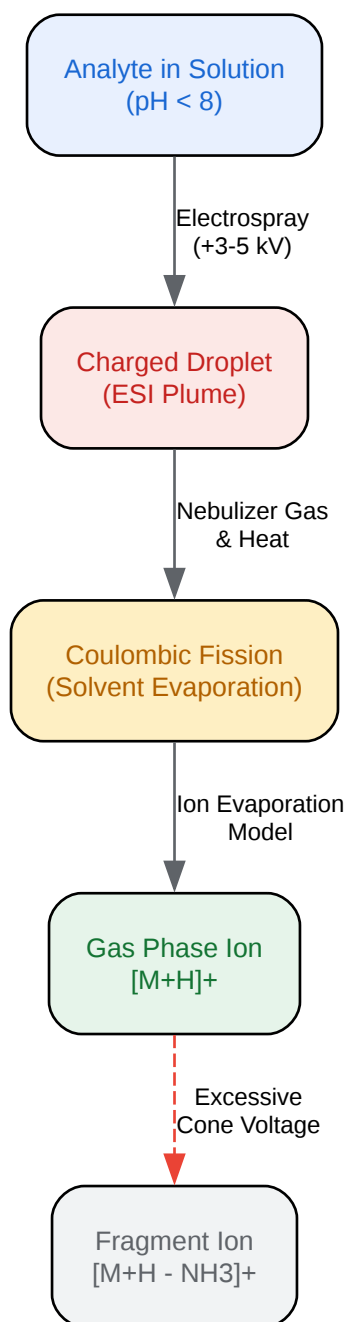 Analyte in Solution
(pH < 8)
Electrospray
(+3-5 kV)
Charged Droplet
(ESI Plume)
Nebulizer Gas
& Heat
Coulombic Fission
(Solvent Evaporation)
Ion Evaporation
Model
Gas Phase Ion
[M+H]+
Excessive
Cone Voltage
Fragment Ion
[M+H - NH3]+